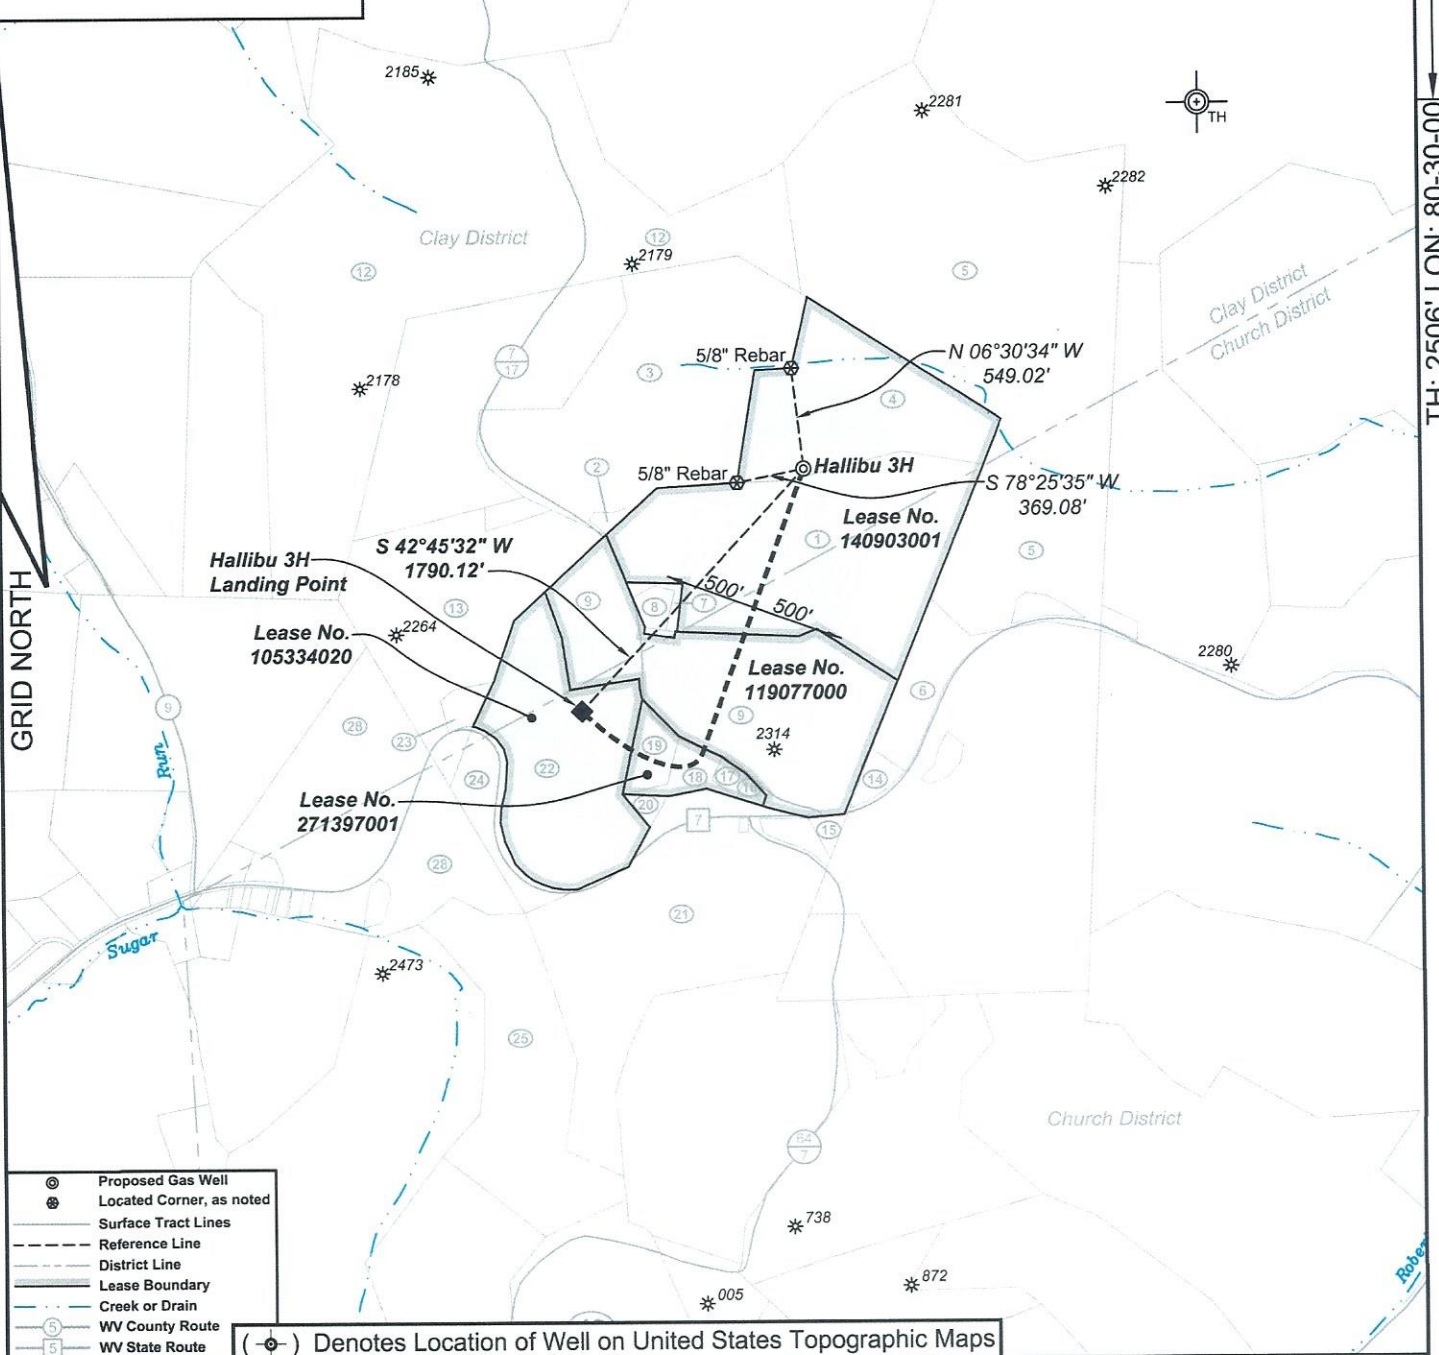 2185
2281
TH
2282
Clay District
12
2179
12
5
Clay District
Church District
TH: 2506' LON: 80-30-00
7
17
5/8" Rebar
N 06°30'34" W
549.02'
3
2178
4
2
5/8" Rebar
Hallibu 3H
S 78°25'35" W
369.08'
Lease No.
140903001
1
5
S 42°45'32" W
1790.12'
Hallibu 3H
Landing Point
500'
500'
9
8
7
13
2264
Lease No.
105334020
GRID NORTH
2280
Lease No.
119077000
6
9
9
2314
28
23
Run
19
22
24
18
17
16
14
Lease No.
271397001
20
7
15
28
21
Sugar
2473
25
Church District
64
7
738
872
005
Rober
Proposed Gas Well
Located Corner, as noted
Surface Tract Lines
Reference Line
District Line
Lease Boundary
Creek or Drain
5 WV County Route
5 WV State Route
( ) Denotes Location of Well on United States Topographic Maps